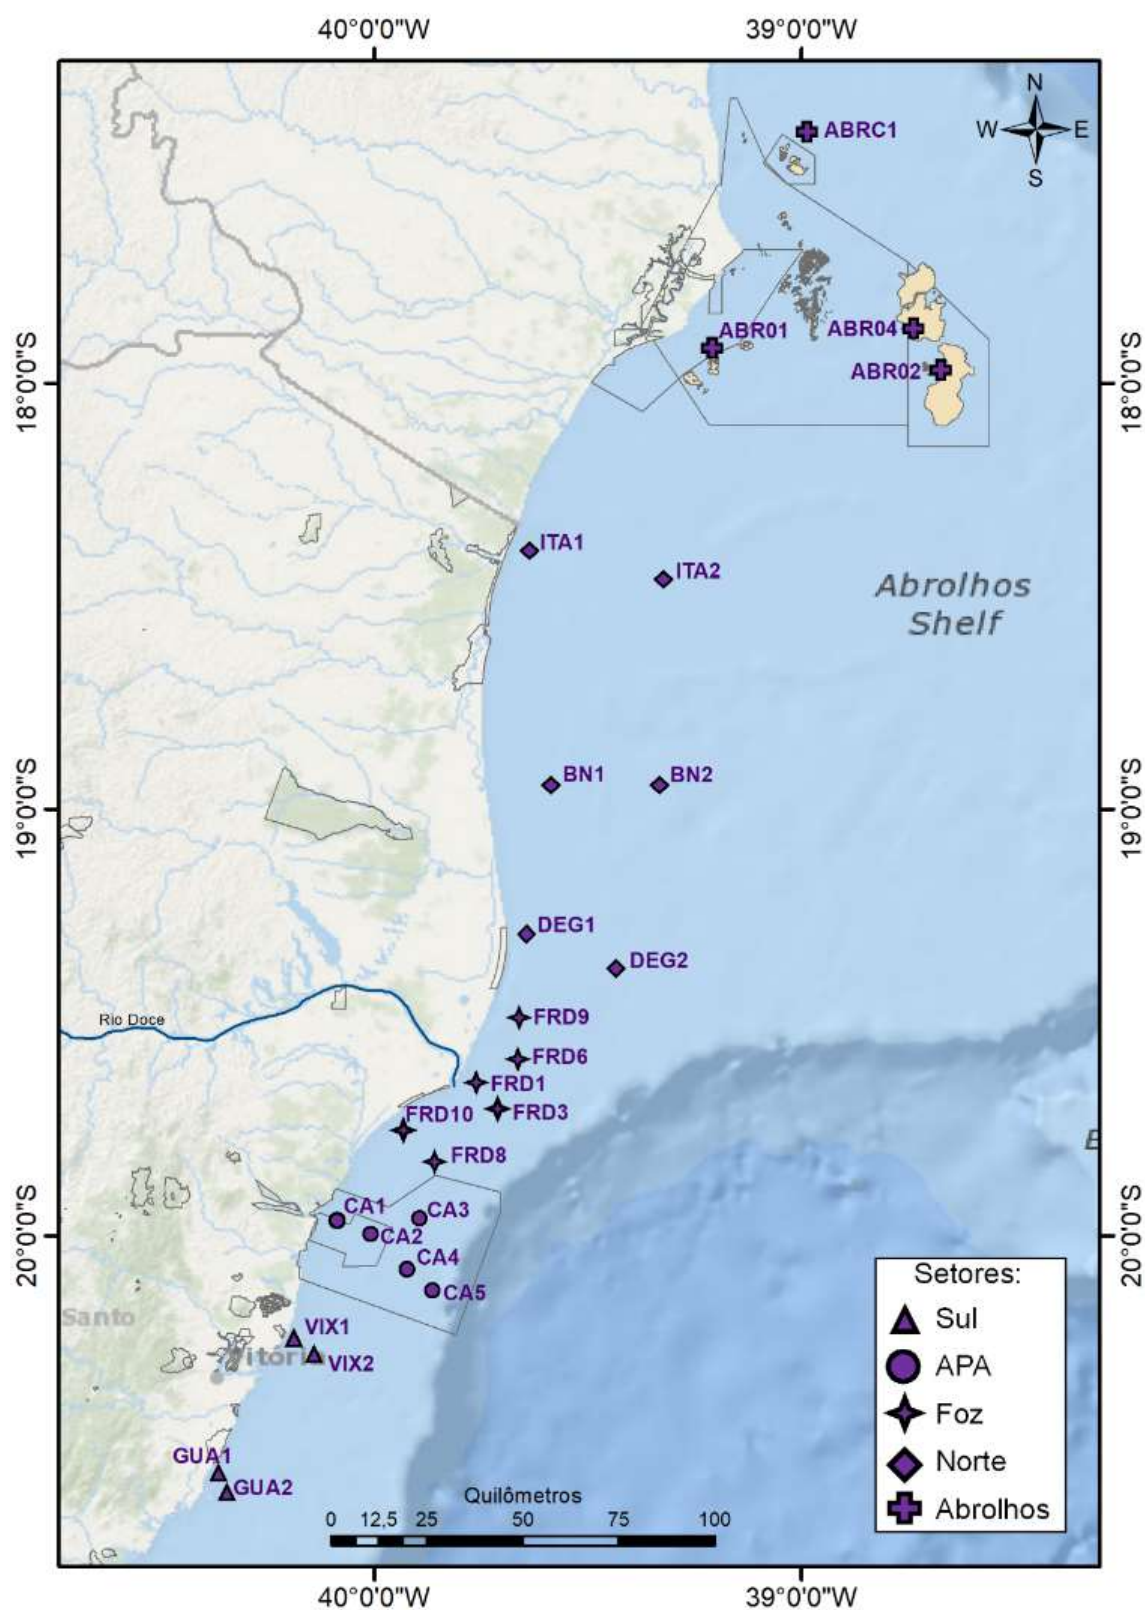 40°0'0"W
39°0'0"W
N
W
E
S
ABRC1
ABR01
ABR04
ABR02
18°0'0"S
18°0'0"S
ITA1
ITA2
Abrolhos
Shelf
BN1
BN2
19°0'0"S
19°0'0"S
DEG1
DEG2
Rio Doce
FRD9
FRD6
FRD1
FRD3
FRD10
FRD8
CA1
CA3
CA2
CA4
CA5
20°0'0"S
20°0'0"S
Santo
VIX1
VIX2
GUA1
GUA2
Setores:
Sul
APA
Foz
Norte
Abrolhos
Quilômetros
0
12,5
25
50
75
100
40°0'0"W
39°0'0"W